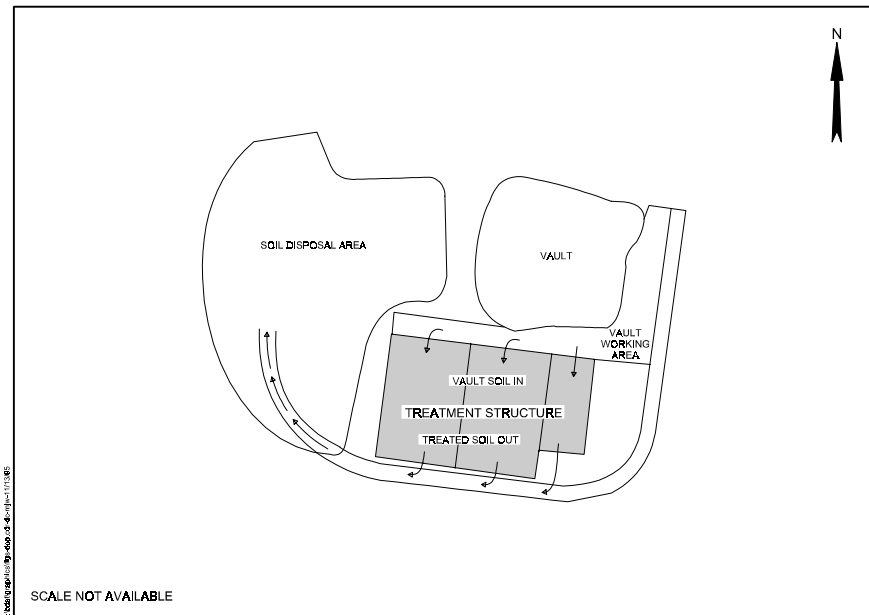 N
SOIL DISPOSAL AREA
VAULT
VAULT
WORKING
AREA
VAULT SOIL IN
TREATMENT STRUCTURE
TREATED SOIL OUT
SCALE NOT AVAILABLE